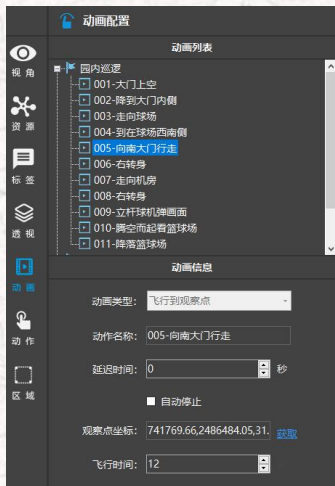 动画配置
视角
资源
标签
透视
动画
动作
区域
动画列表
园内巡逻
001-大门上空
002-降到大门内侧
003-走向球场
004-到在球场西南侧
005-向南大门行走
006-右转身
007-走向机房
008-右转身
009-立杆球机弹画面
010-腾空而起看篮球场
011-降落篮球场
动画信息
动画类型: 飞行到观察点
动作名称: 005-向南大门行走
延迟时间: 0 秒
自动停止
观察点坐标: 741769.66,2486484.05,31. 获取
飞行时间: 12